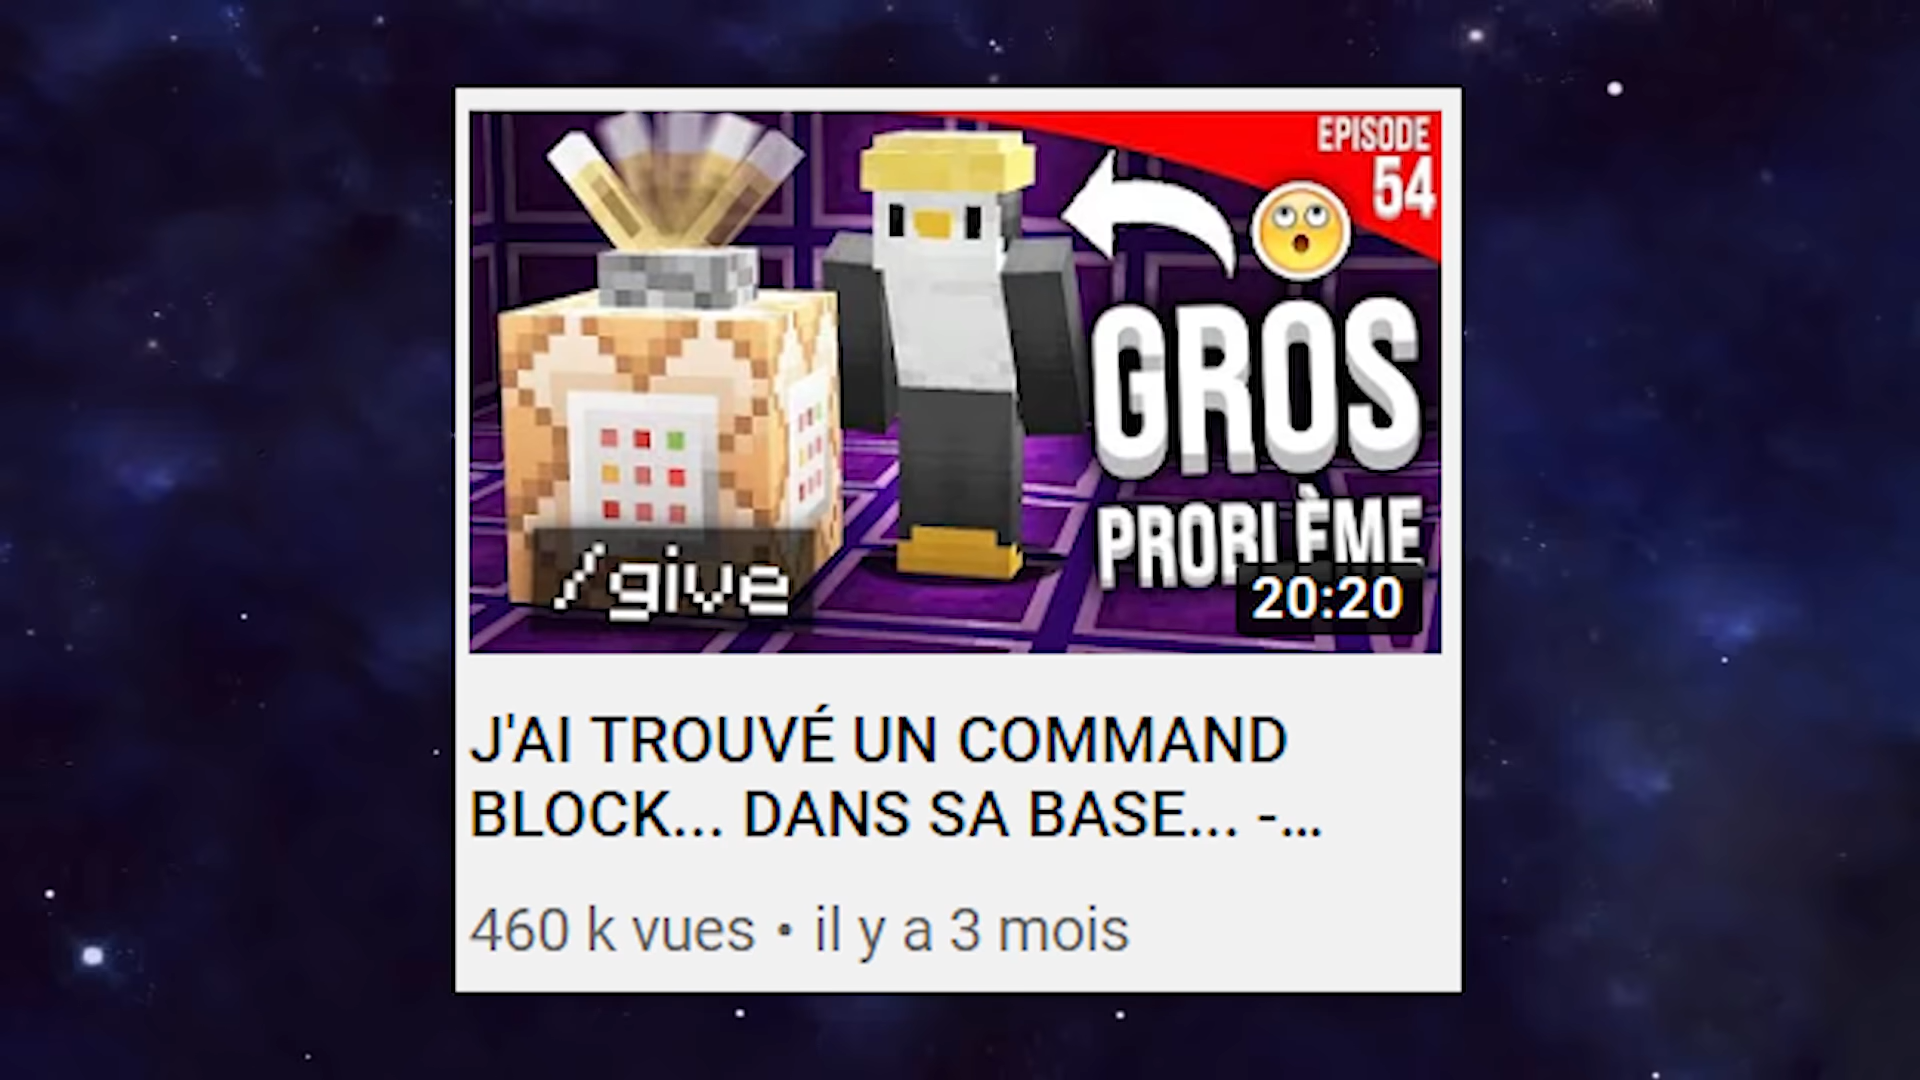 EPISODE
54
GROS
PROBLÈME
/give
20:20
J'AI TROUVÉ UN COMMAND
BLOCK... DANS SA BASE... -...
460 k vues • il y a 3 mois